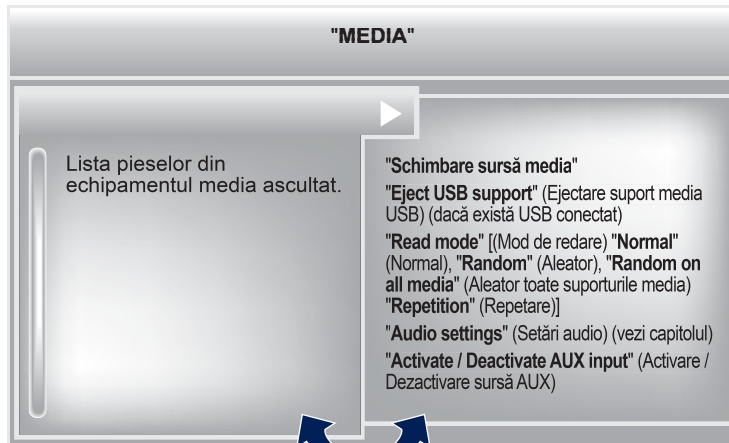 "MEDIA"
Lista pieselor din
echipamentul media ascultat.
"Schimbare sursă media"
"Eject USB support" (Ejectare suport media
USB) (dacă există USB conectat)
"Read mode" [(Mod de redare) "Normal"
(Normal), "Random" (Aleator), "Random on
all media" (Aleator toate suporturile media)
"Repetition" (Repetare)]
"Audio settings" (Setări audio) (vezi capitolul)
"Activate / Deactivate AUX input" (Activare /
Dezactivare sursă AUX)